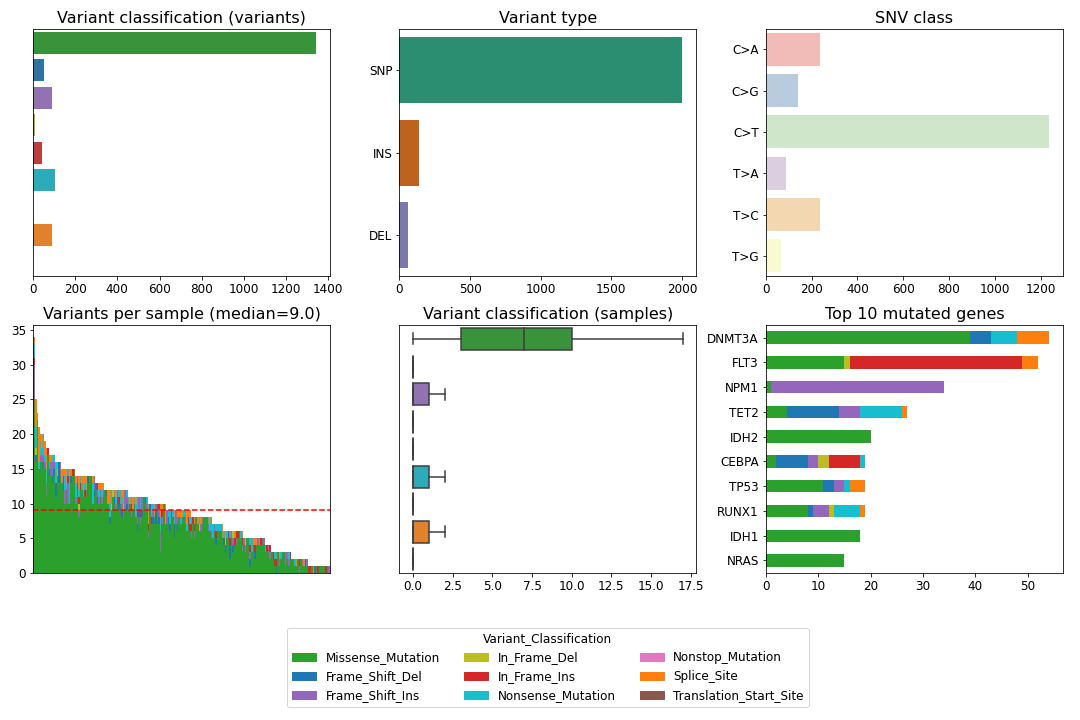 Variant classification (variants)
0 200 400 600 800 1000 1200 1400
Variant type
SNP
INS
DEL
0 500 1000 1500 2000
SNV class
C>A
C>G
C>T
T>A
T>C
T>G
0 200 400 600 800 1000 1200
Variants per sample (median=9.0)
35
30
25
20
15
10
5
0
Variant classification (samples)
0.0 2.5 5.0 7.5 10.0 12.5 15.0 17.5
Top 10 mutated genes
DNMT3A
FLT3
NPM1
TET2
IDH2
CEBPA
TP53
RUNX1
IDH1
NRAS
0 10 20 30 40 50
Variant_Classification
Missense_Mutation In_Frame_Del Nonstop_Mutation
Frame_Shift_Del In_Frame_Ins Splice_Site
Frame_Shift_Ins Nonsense_Mutation Translation_Start_Site